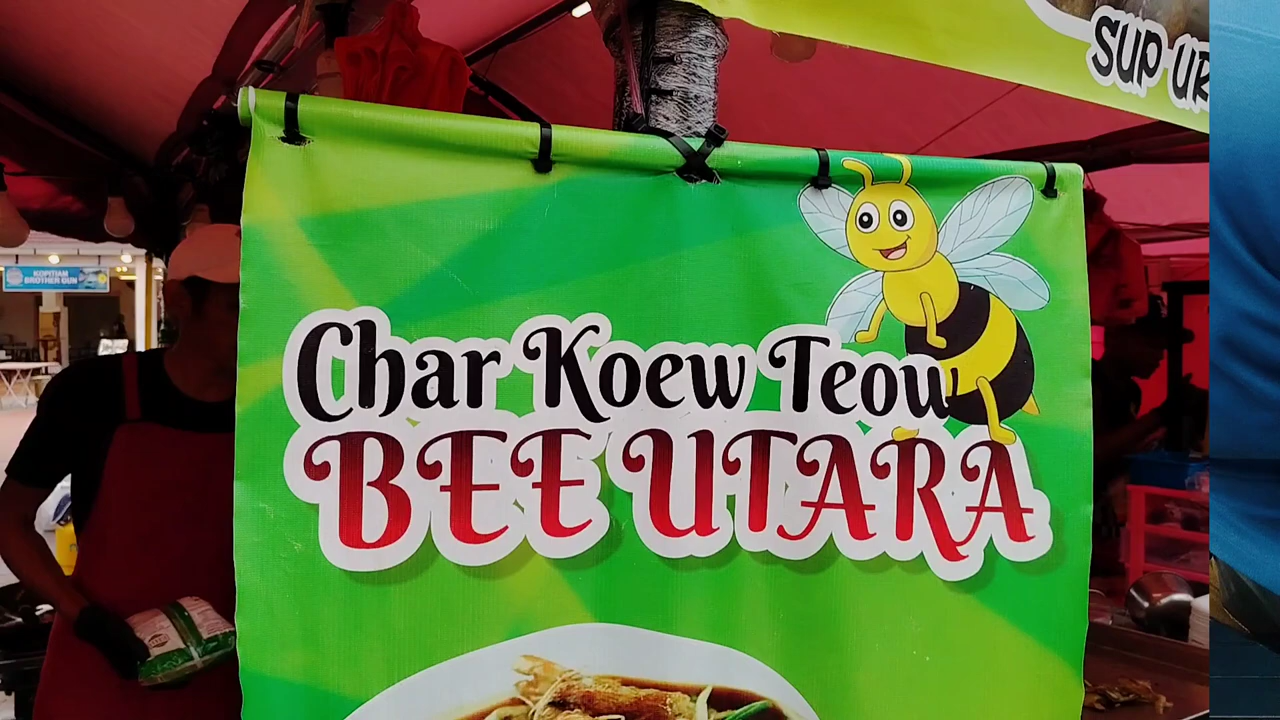 SUP
KOPITIAM
BROTHER GUN
Char Koew Teow
BEE UTARA